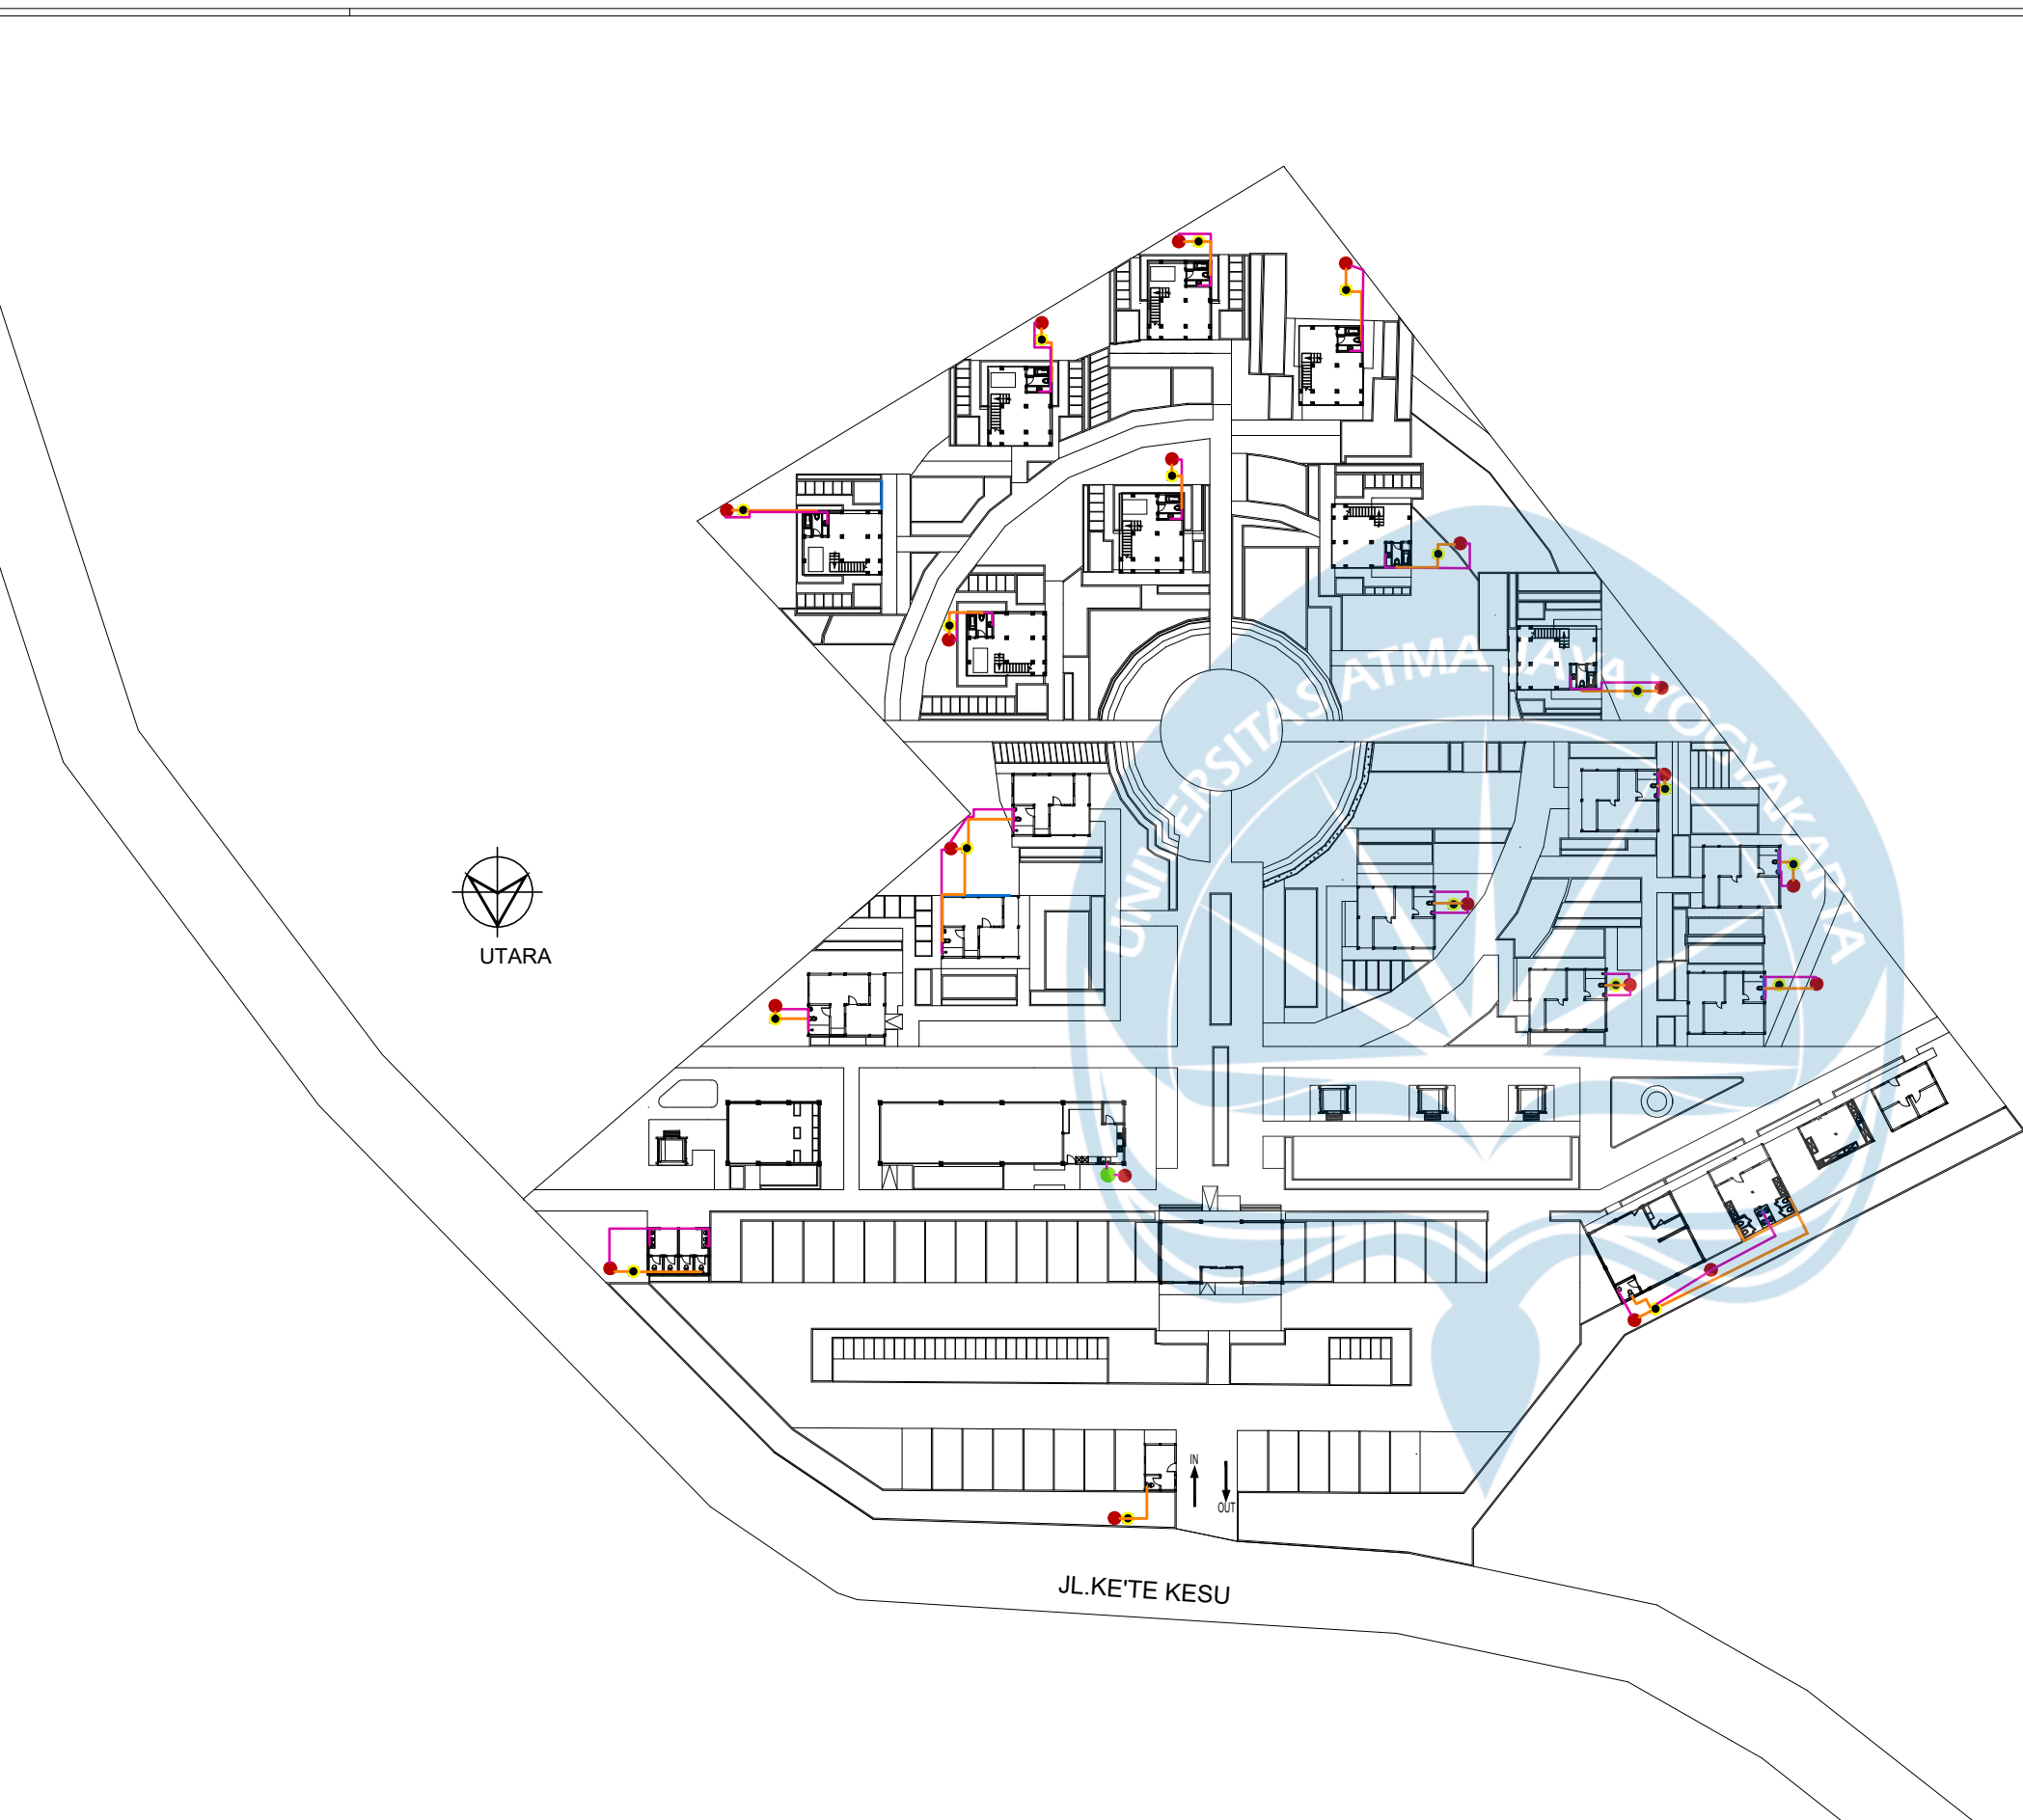 UNIVERSITAS ATMA JAYA YOGYAKARTA
UTARA
IN
OUT
JL.KE'TE KESU